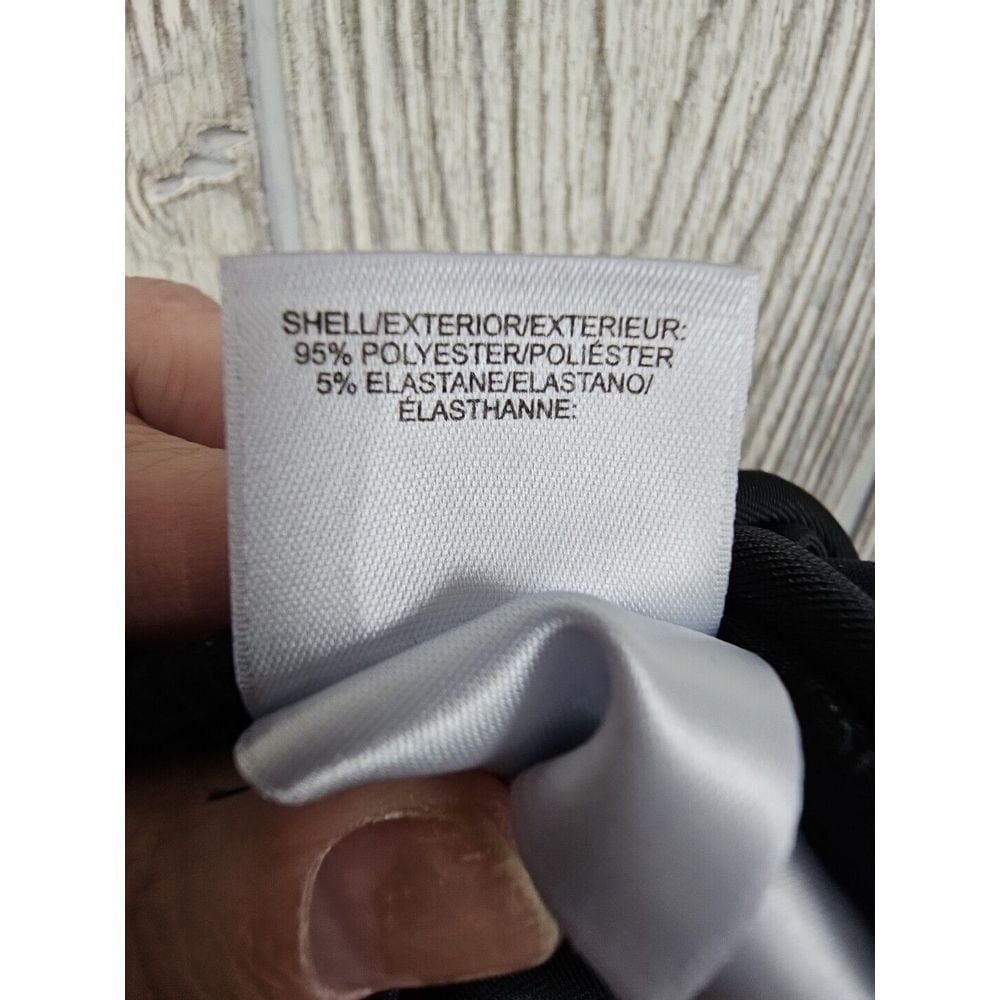 SHELL/EXTERIOR/EXTERIEUR:
95% POLYESTER/POLIÉSTER
5% ELASTANE/ELASTANO/
ÉLASTHANNE: